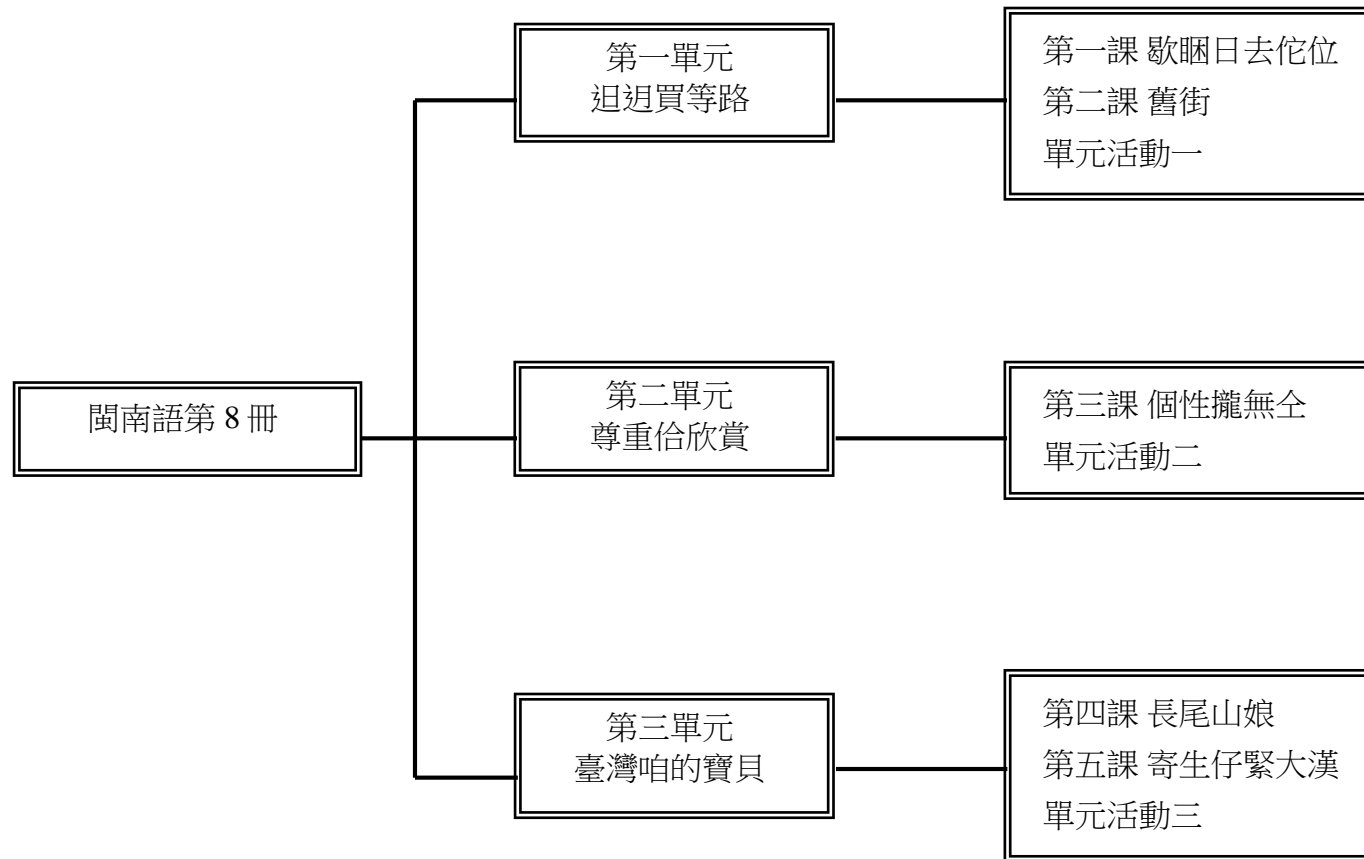 閩南語第 8 冊
第一單元
迌迌買等路
第一課 歇睏日去佗位
第二課 舊街
單元活動一
第二單元
尊重佮欣賞
第三課 個性攏無仝
單元活動二
第三單元
臺灣咱的寶貝
第四課 長尾山娘
第五課 寄生仔緊大漢
單元活動三